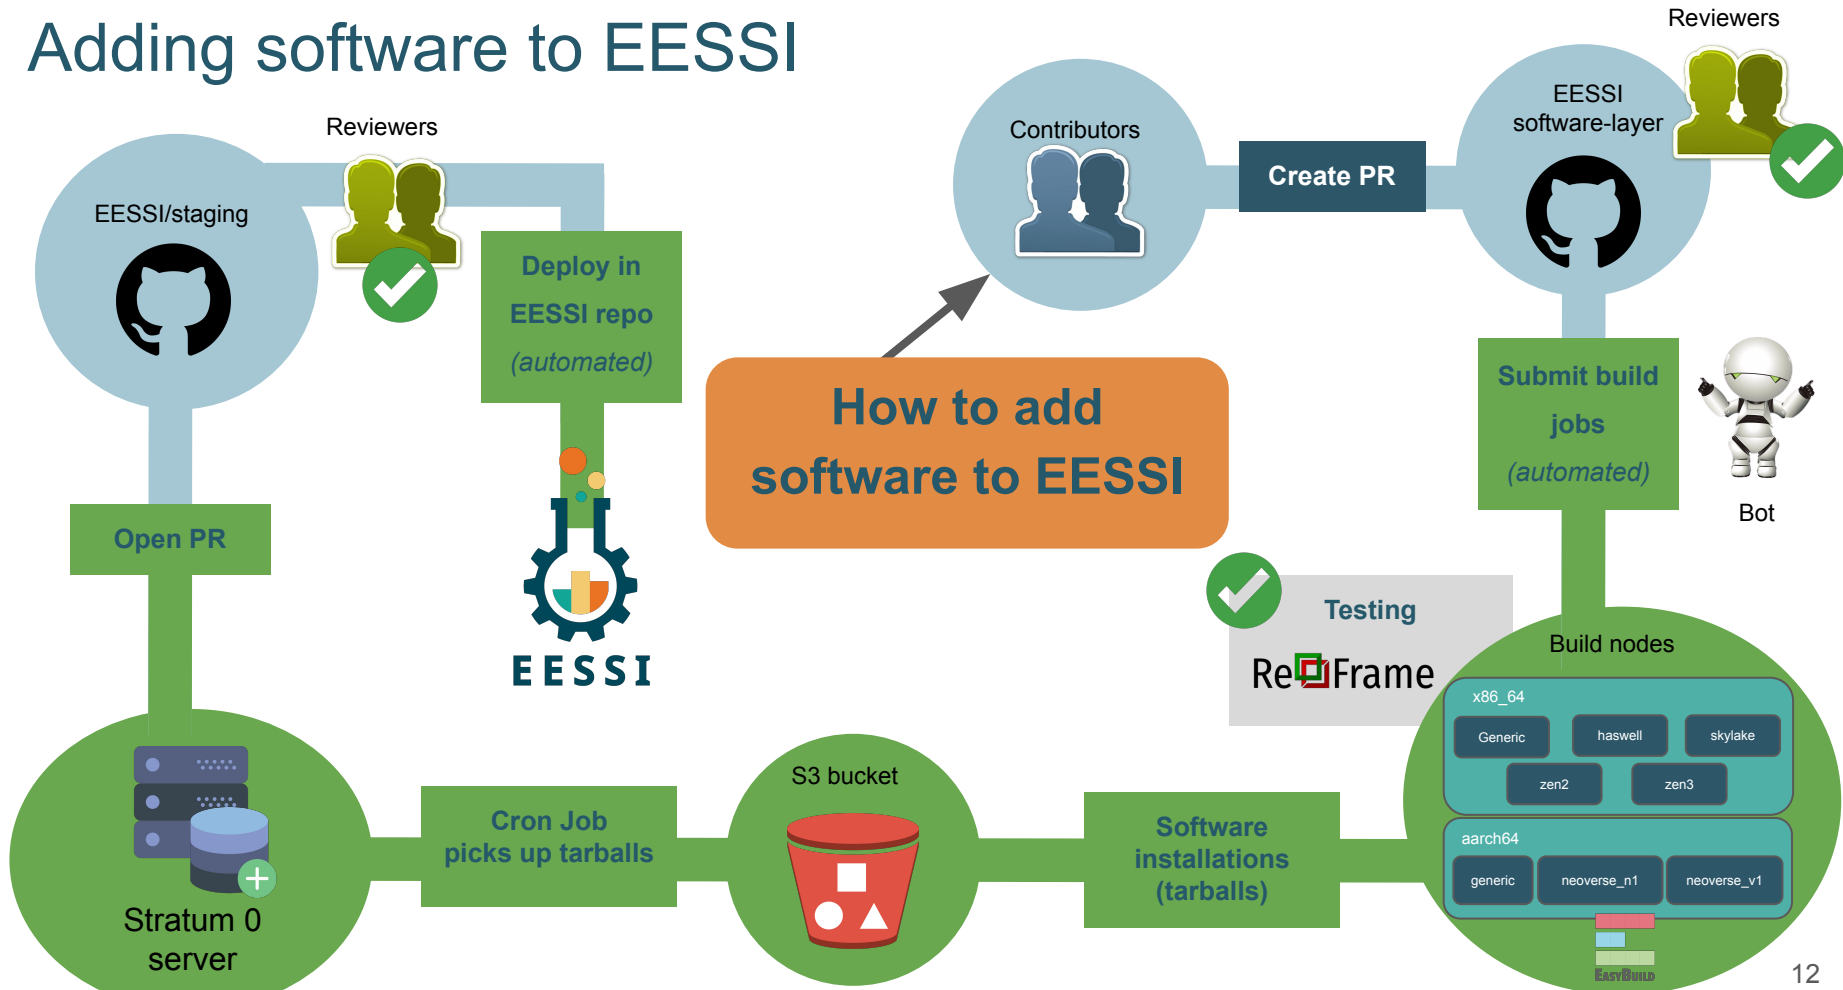 Adding software to EESSI
Reviewers
EESSI/staging
Deploy in
EESSI repo
(automated)
Open PR
EESSI
Contributors
Create PR
Reviewers
EESSI
software-layer
How to add
software to EESSI
Submit build
jobs
(automated)
Bot
Testing
ReFrame
Build nodes
x86_64
Generic
haswell
skylake
zen2
zen3
aarch64
generic
neoverse_n1
neoverse_v1
EASYBUILD
Software
installations
(tarballs)
S3 bucket
Cron Job
picks up tarballs
Stratum 0
server
12